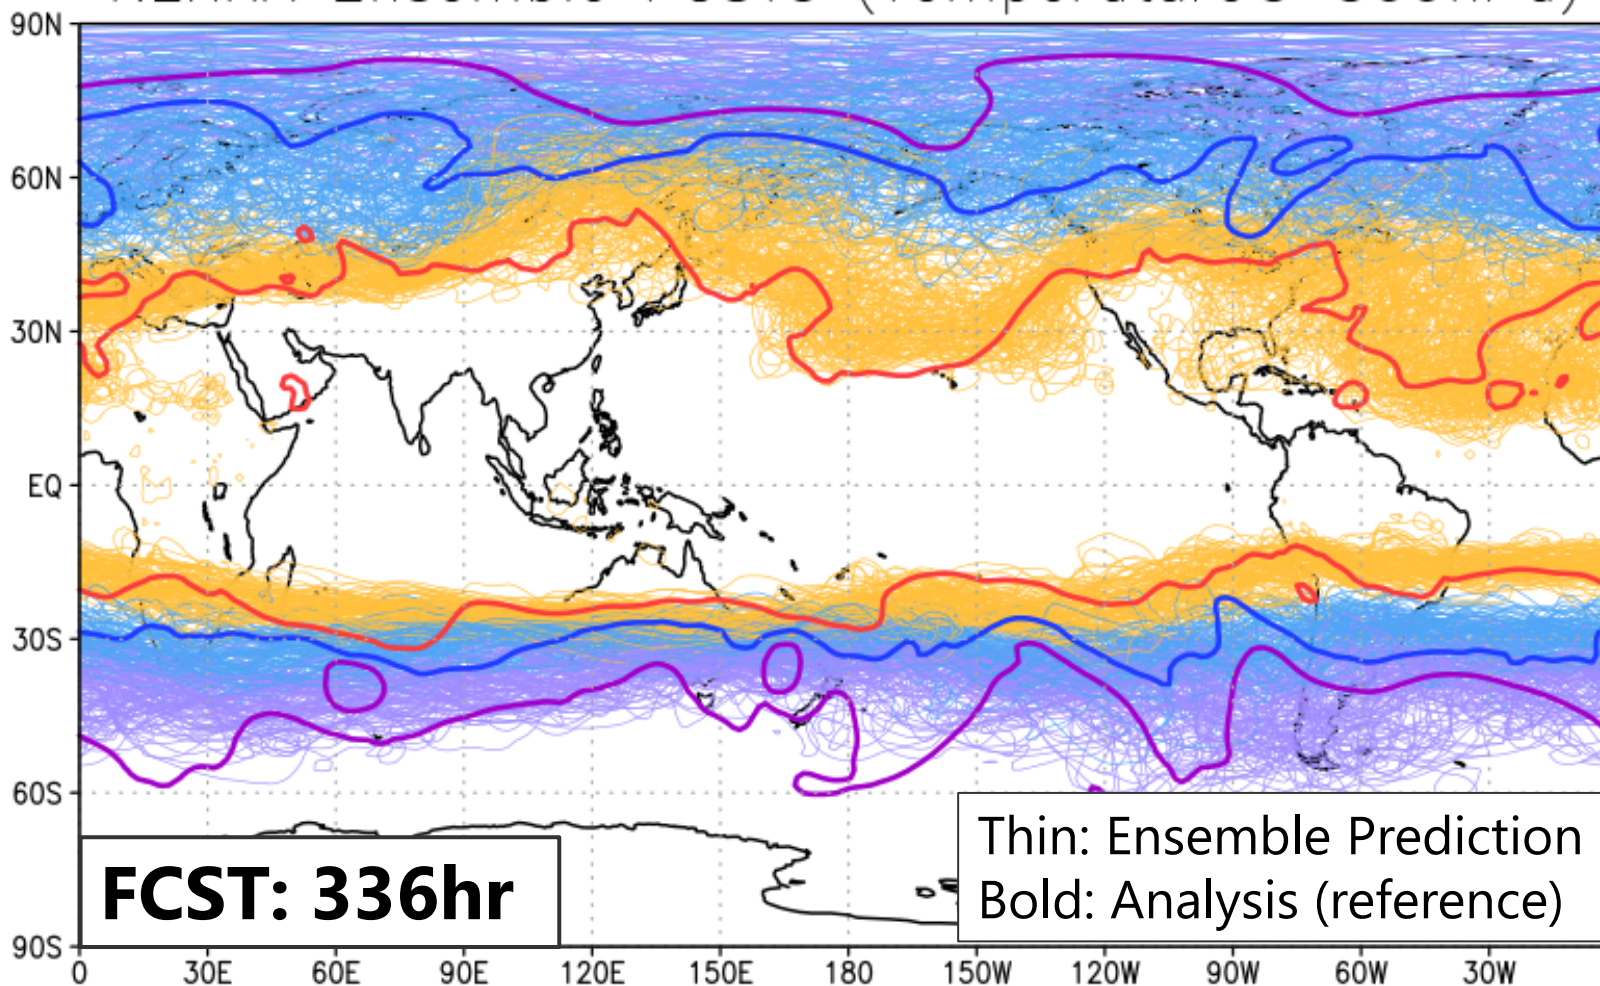 Ensemble
90N
60N
30N
EQ
30S
60S
90S
0 30E 60E 90E 120E 150E 180 150W 120W 90W 60W 30W
FCST: 336hr
Thin: Ensemble Prediction
Bold: Analysis (reference)